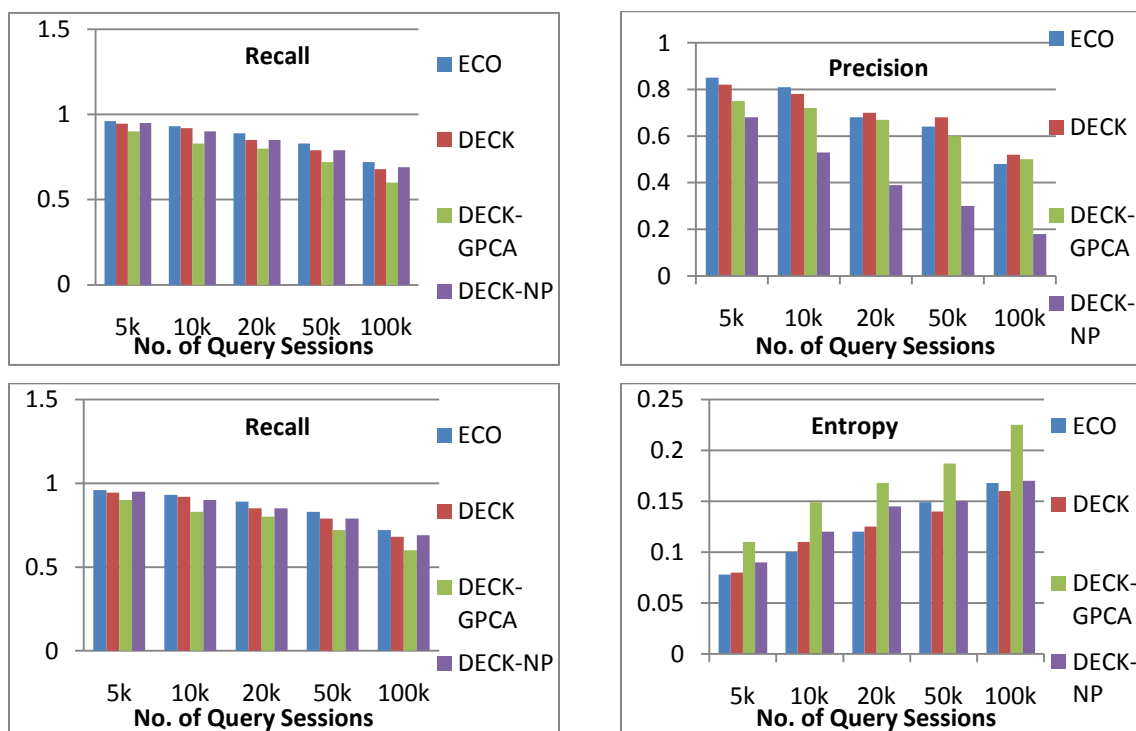 Recall
1.5
1
0.5
0
5k 10k 20k 50k 100k
No. of Query Sessions
ECO
DECK
DECK-
GPCA
DECK-NP
Precision
1
0.8
0.6
0.4
0.2
0
5k 10k 20k 50k 100k
No. of Query Sessions
ECO
DECK
DECK-
GPCA
DECK-
NP
Recall
1.5
1
0.5
0
5k 10k 20k 50k 100k
No. of Query Sessions
ECO
DECK
DECK-
GPCA
DECK-NP
Entropy
0.25
0.2
0.15
0.1
0.05
0
5k 10k 20k 50k 100k
No. of Query Sessions
ECO
DECK
DECK-
GPCA
DECK-
NP